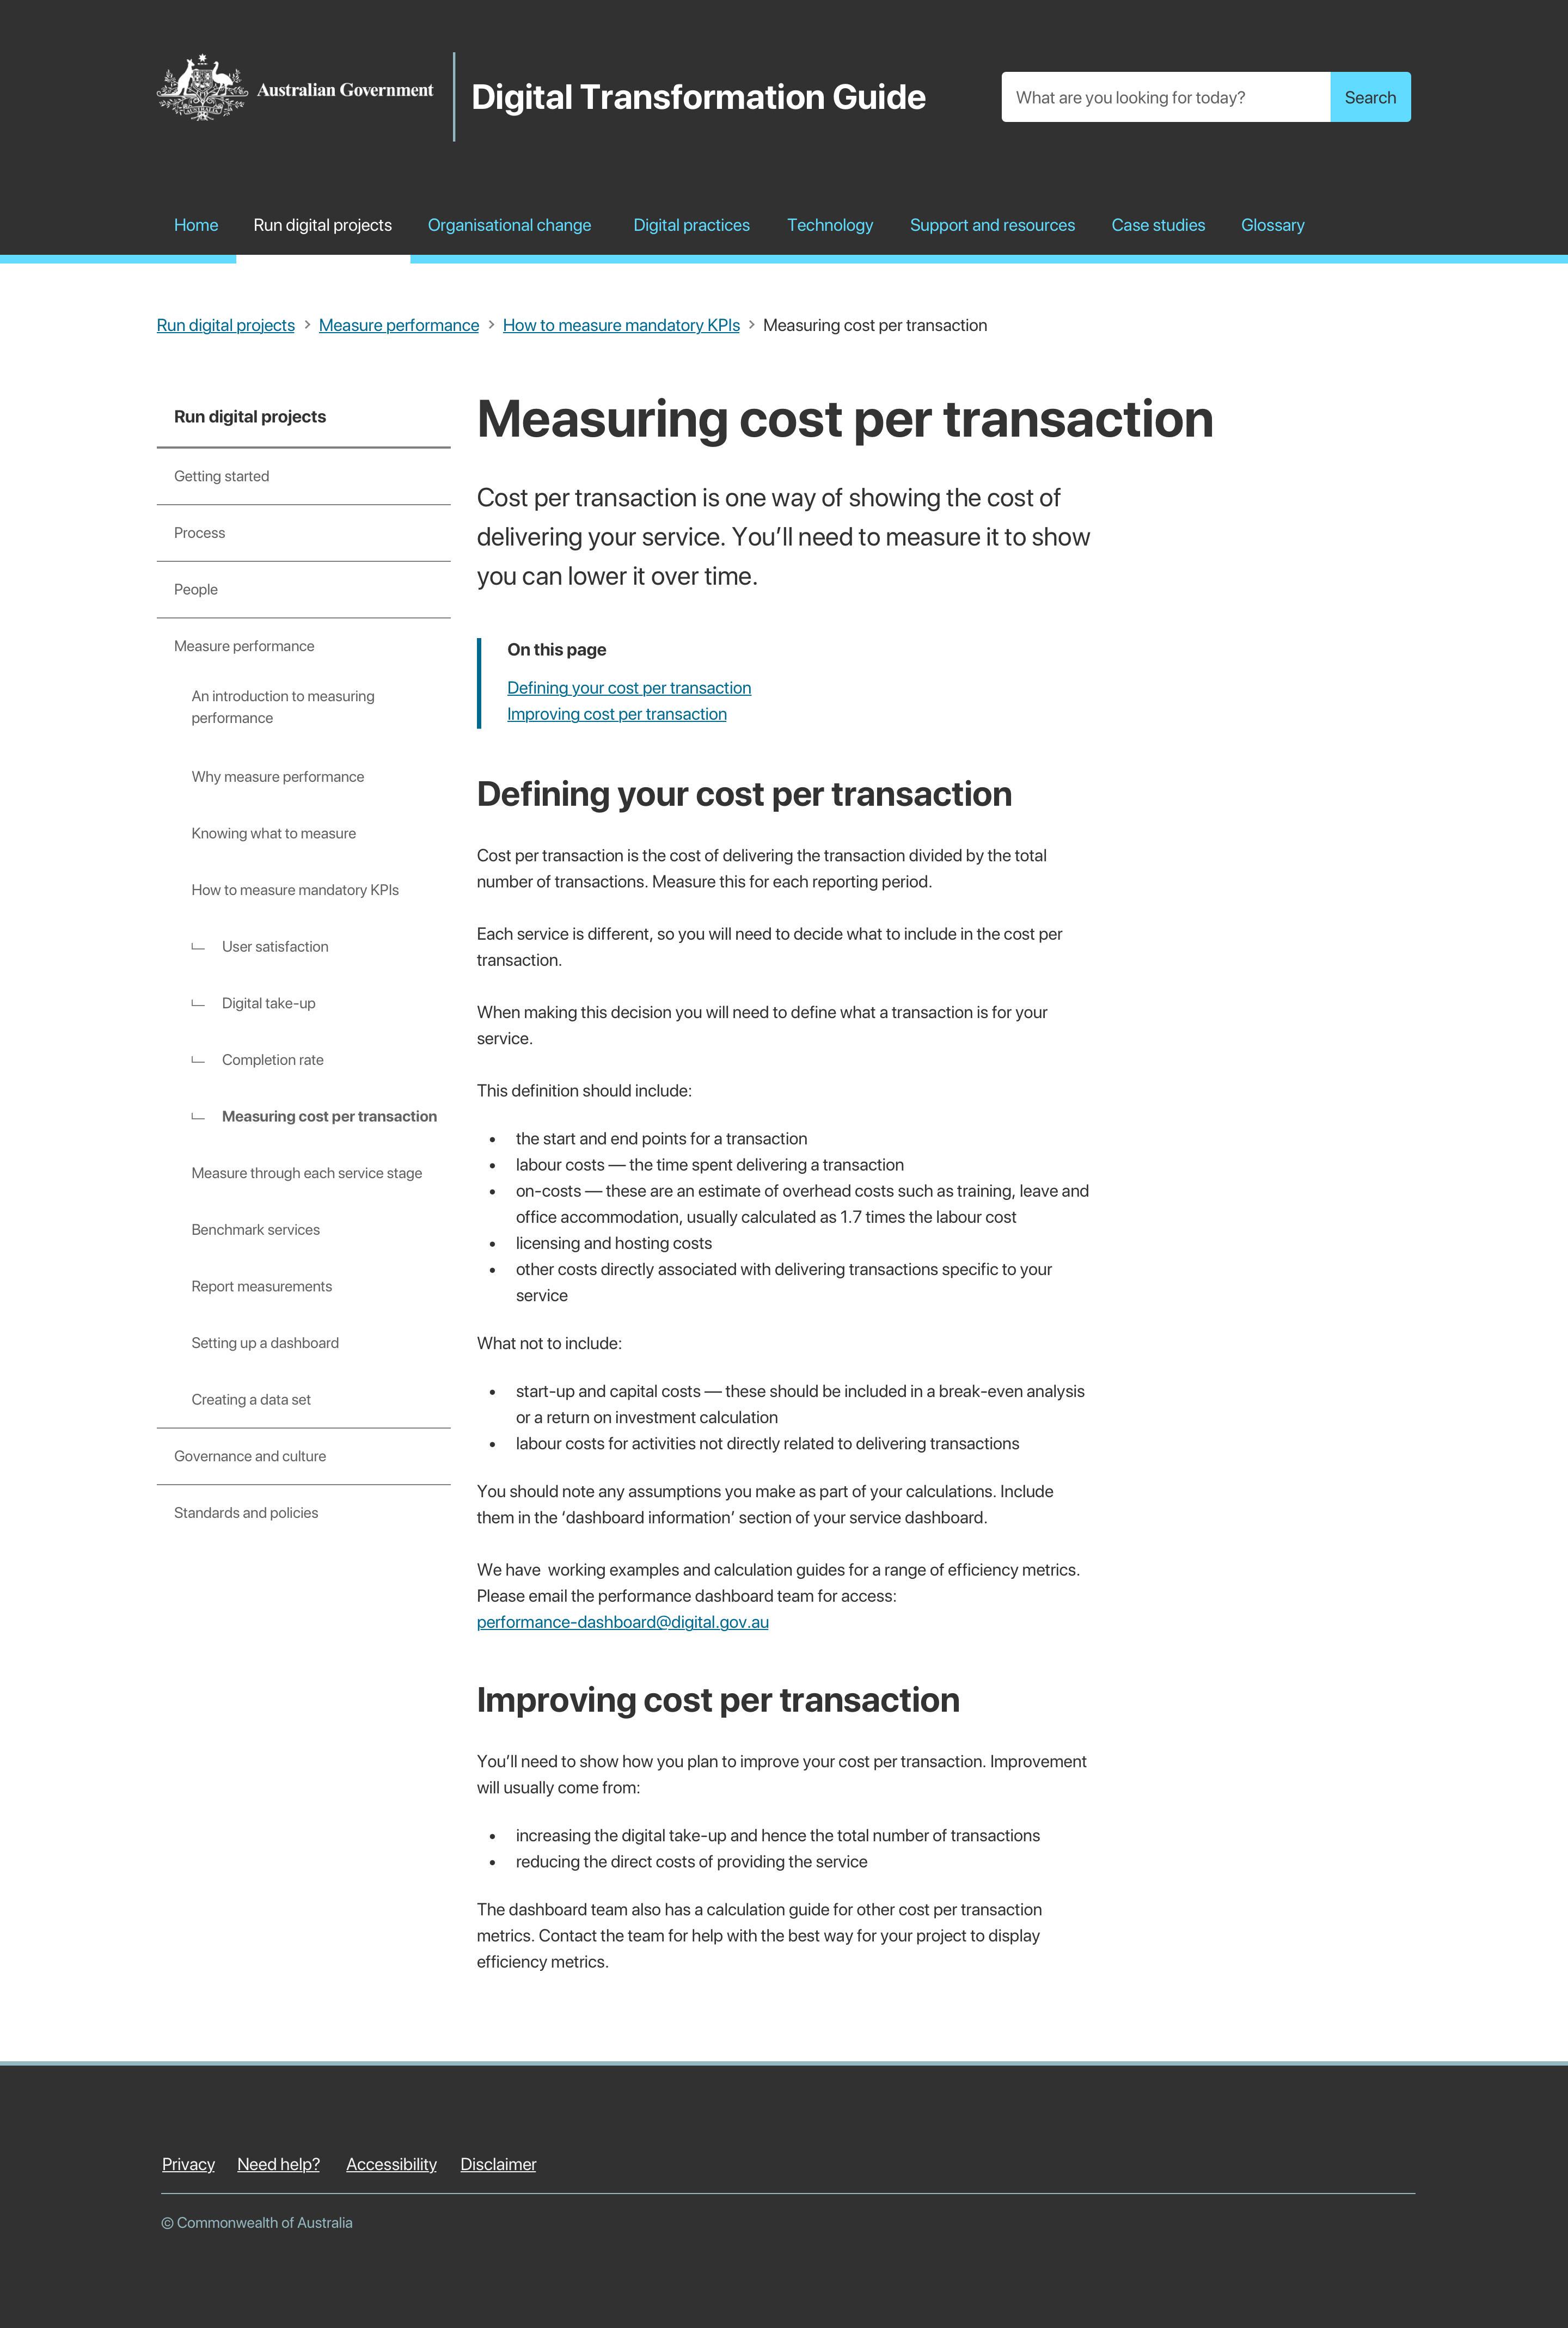 Australian Government
Digital Transformation Guide
What are you looking for today?
Search
Home
Run digital projects
Organisational change
Digital practices
Technology
Support and resources
Case studies
Glossary
Run digital projects > Measure performance > How to measure mandatory KPIs > Measuring cost per transaction
Run digital projects
Getting started
Process
People
Measure performance
An introduction to measuring
performance
Why measure performance
Knowing what to measure
How to measure mandatory KPIs
User satisfaction
Digital take-up
Completion rate
Measuring cost per transaction
Measure through each service stage
Benchmark services
Report measurements
Setting up a dashboard
Creating a data set
Governance and culture
Standards and policies
Measuring cost per transaction
Cost per transaction is one way of showing the cost of
delivering your service. You’ll need to measure it to show
you can lower it over time.
On this page
Defining your cost per transaction
Improving cost per transaction
Defining your cost per transaction
Cost per transaction is the cost of delivering the transaction divided by the total
number of transactions. Measure this for each reporting period.
Each service is different, so you will need to decide what to include in the cost per
transaction.
When making this decision you will need to define what a transaction is for your
service.
This definition should include:
• the start and end points for a transaction
• labour costs — the time spent delivering a transaction
• on-costs — these are an estimate of overhead costs such as training, leave and
office accommodation, usually calculated as 1.7 times the labour cost
• licensing and hosting costs
• other costs directly associated with delivering transactions specific to your
service
What not to include:
• start-up and capital costs — these should be included in a break-even analysis
or a return on investment calculation
• labour costs for activities not directly related to delivering transactions
You should note any assumptions you make as part of your calculations. Include
them in the ‘dashboard information’ section of your service dashboard.
We have  working examples and calculation guides for a range of efficiency metrics.
Please email the performance dashboard team for access:
performance-dashboard@digital.gov.au
Improving cost per transaction
You’ll need to show how you plan to improve your cost per transaction. Improvement
will usually come from:
• increasing the digital take-up and hence the total number of transactions
• reducing the direct costs of providing the service
The dashboard team also has a calculation guide for other cost per transaction
metrics. Contact the team for help with the best way for your project to display
efficiency metrics.
Privacy
Need help?
Accessibility
Disclaimer
© Commonwealth of Australia